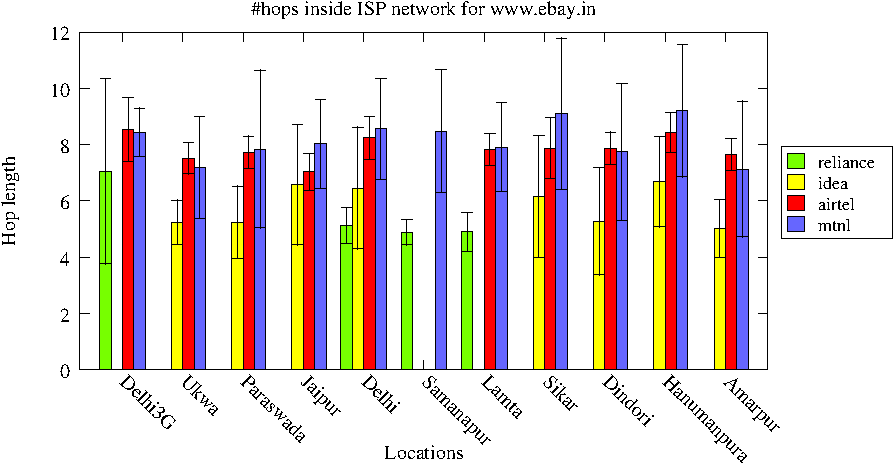 #hops inside ISP network for www.ebay.in
Hop length
12
10
8
6
4
2
0
Delhi3G
Ukwa
Paraswada
Jaipur
Delhi
Samanapur
Lamta
Sikar
Dindori
Hanumanpura
Amarpur
Locations
reliance
idea
airtel
mtnl